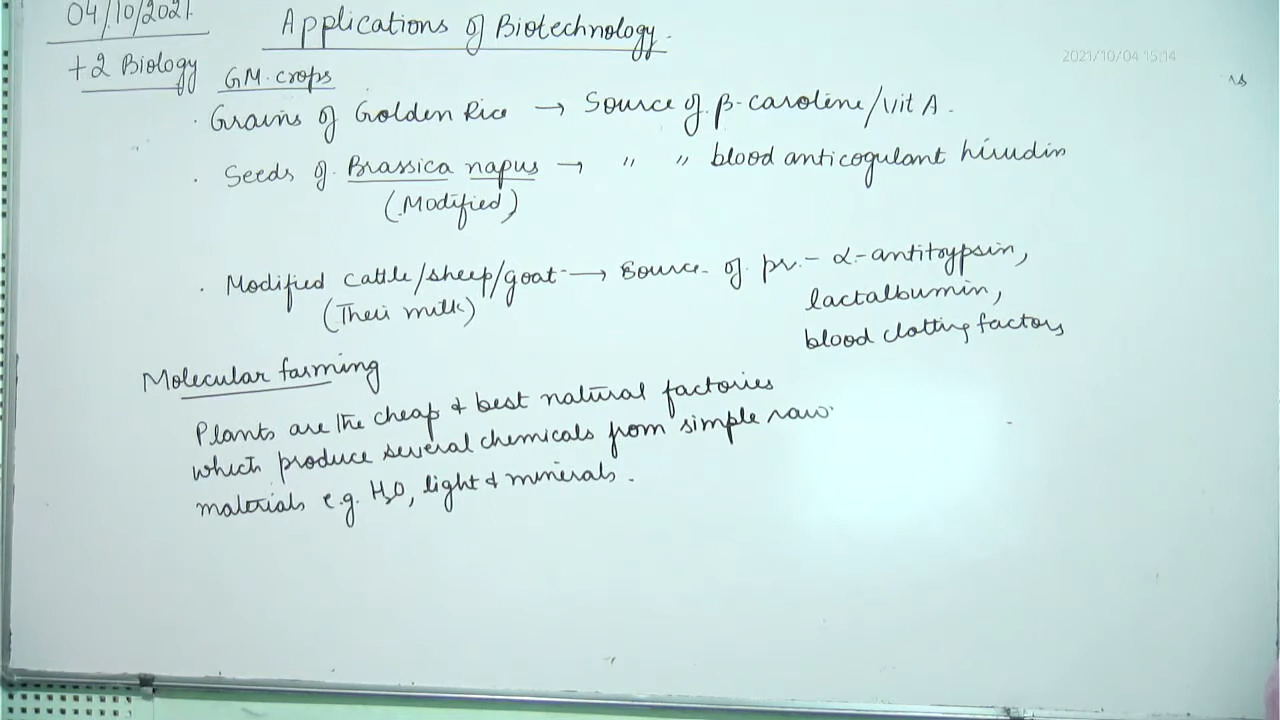 04/10/2021.
Applications of Biotechnology.
2021/10/04 15:14
+2 Biology
GM. crops
. Grains of Golden Rice → Source of β-carotene/vit A.
. Seeds of Brassica napus → " " blood anticogulant hirudin
(Modified)
. Modified cattle/sheep/goat → source of pr. - α-antitrypsin,
(Their milk)
lactalbumin,
blood clotting factors
Molecular farming
Plants are the cheap & best natural factories
which produce several chemicals from simple raw
materials e.g. H2O, light & minerals.